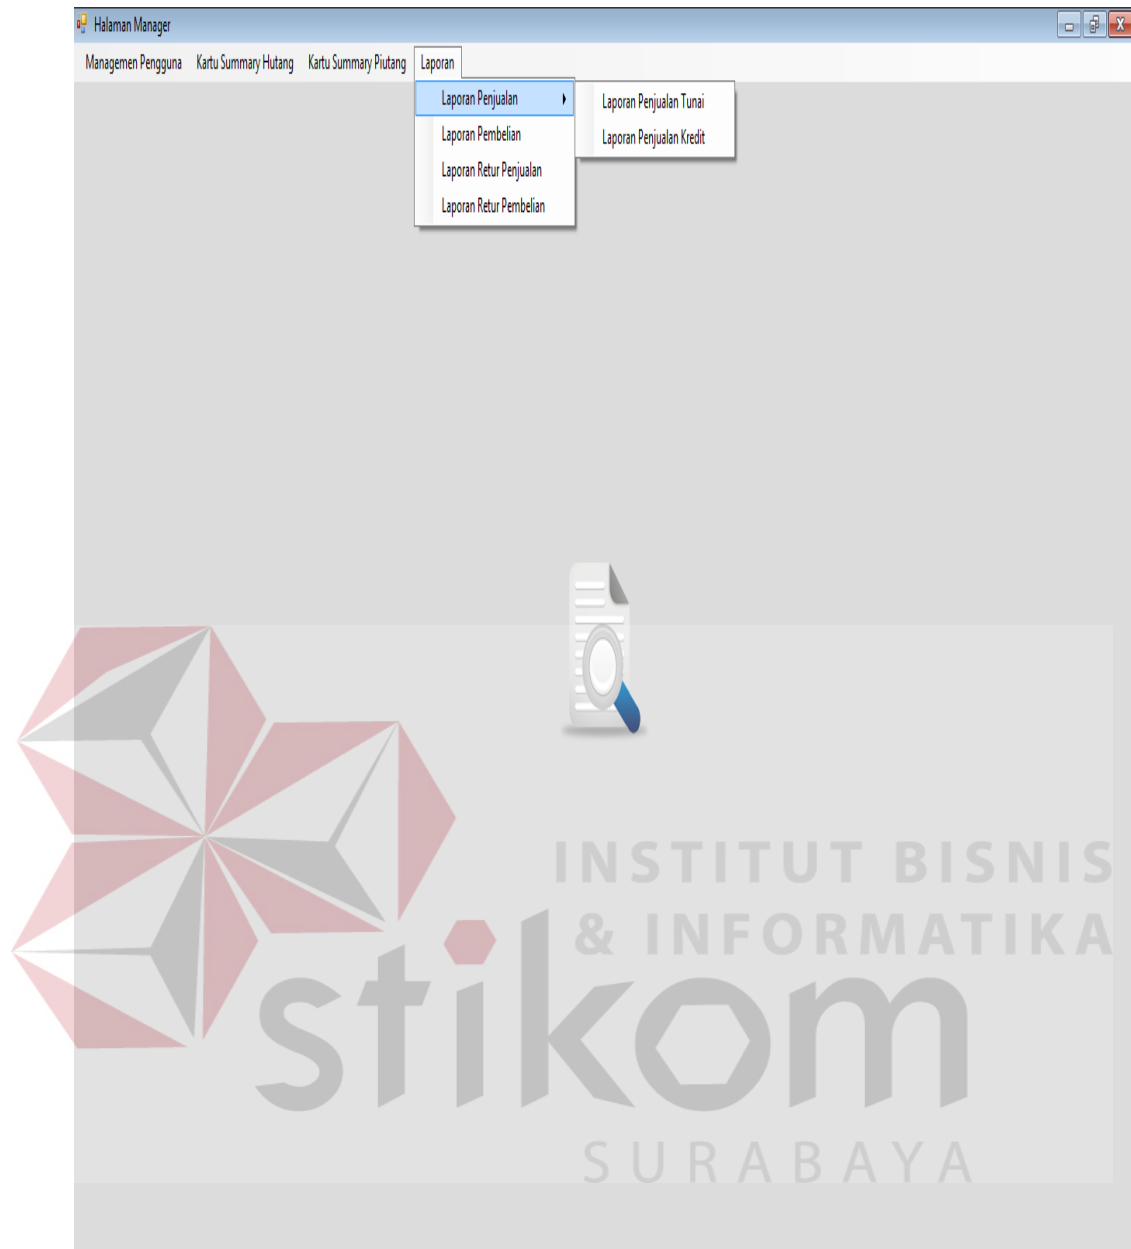 Halaman Manager
Managemen Pengguna Kartu Summary Hutang Kartu Summary Piutang Laporan
Laporan Penjualan
Laporan Pembelian
Laporan Retur Penjualan
Laporan Retur Pembelian
Laporan Penjualan Tunai
Laporan Penjualan Kredit
INSTITUT BISNIS
& INFORMATIKA
stikom
SURABAYA